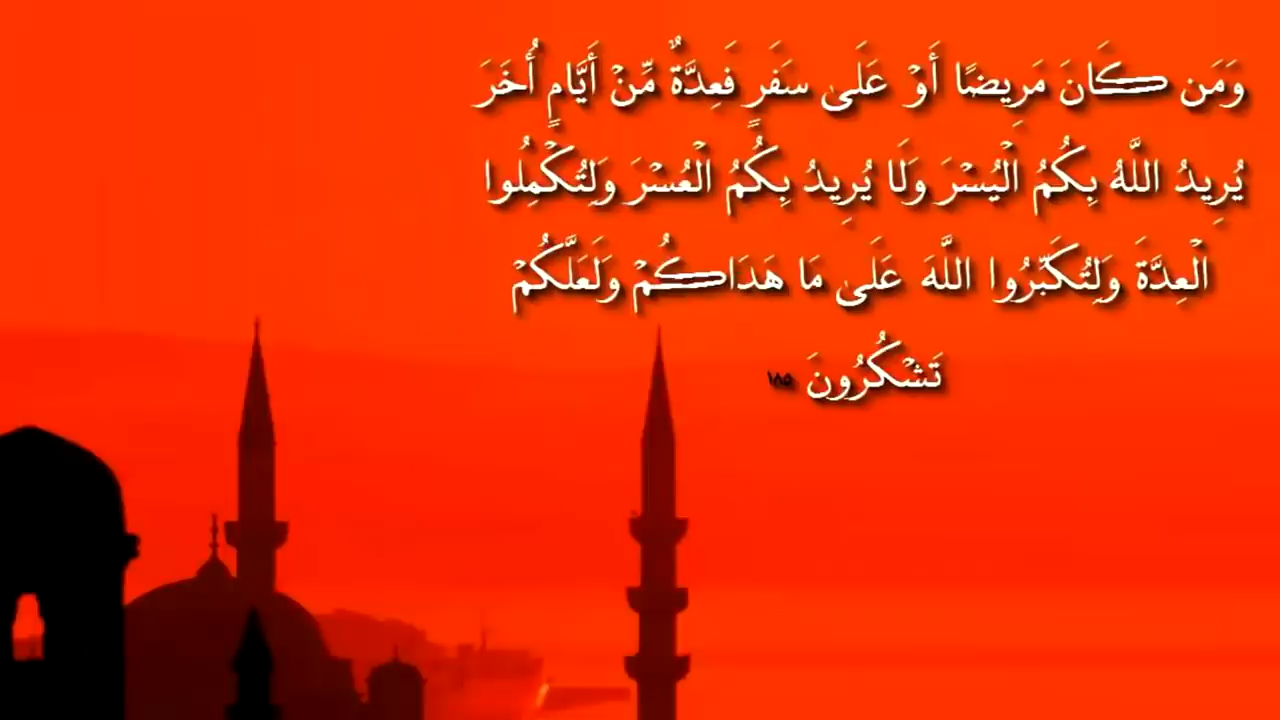 وَمَن كَانَ مَرِيضًا أَوْ عَلَىٰ سَفَرٍ فَعِدَّةٌ مِّنْ أَيَّامٍ أُخَرَ
يُرِيدُ اللَّهُ بِكُمُ الْيُسْرَ وَلَا يُرِيدُ بِكُمُ الْعُسْرَ وَلِتُكْمِلُوا
الْعِدَّةَ وَلِتُكَبِّرُوا اللَّهَ عَلَىٰ مَا هَدَاكُمْ وَلَعَلَّكُمْ
تَشْكُرُونَ ١٨٥